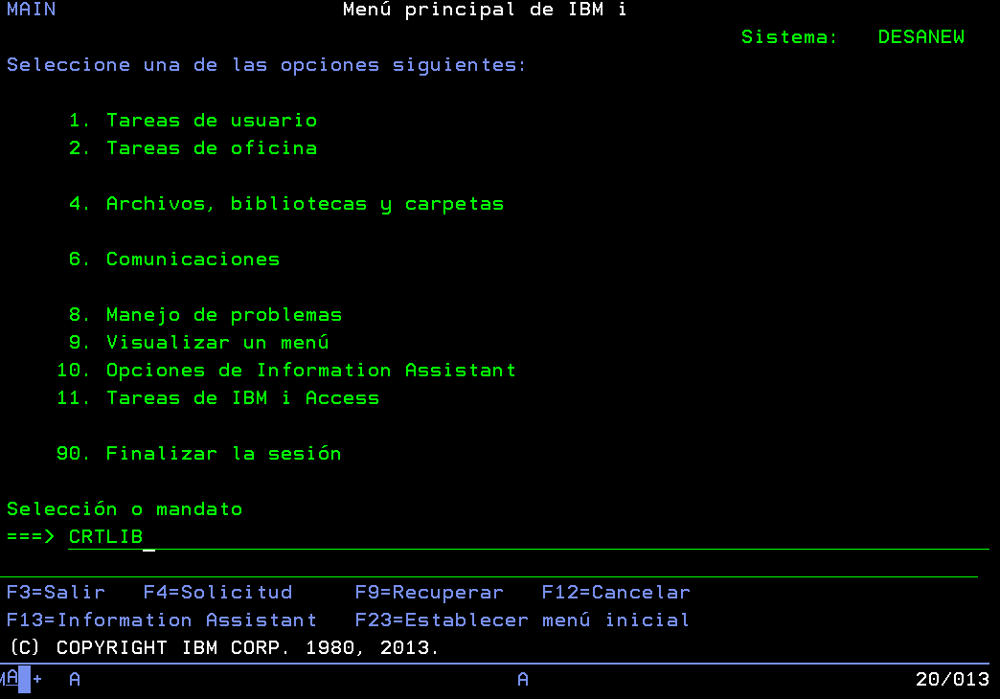 MAIN Menú principal de IBM i
Sistema: DESANEW
Seleccione una de las opciones siguientes:
1. Tareas de usuario
2. Tareas de oficina
4. Archivos, bibliotecas y carpetas
6. Comunicaciones
8. Manejo de problemas
9. Visualizar un menú
10. Opciones de Information Assistant
11. Tareas de IBM i Access
90. Finalizar la sesión
Selección o mandato
===> CRTLIB
F3=Salir F4=Solicitud F9=Recuperar F12=Cancelar
F13=Information Assistant F23=Establecer menú inicial
(C) COPYRIGHT IBM CORP. 1980, 2013.
MA + A A 20/013